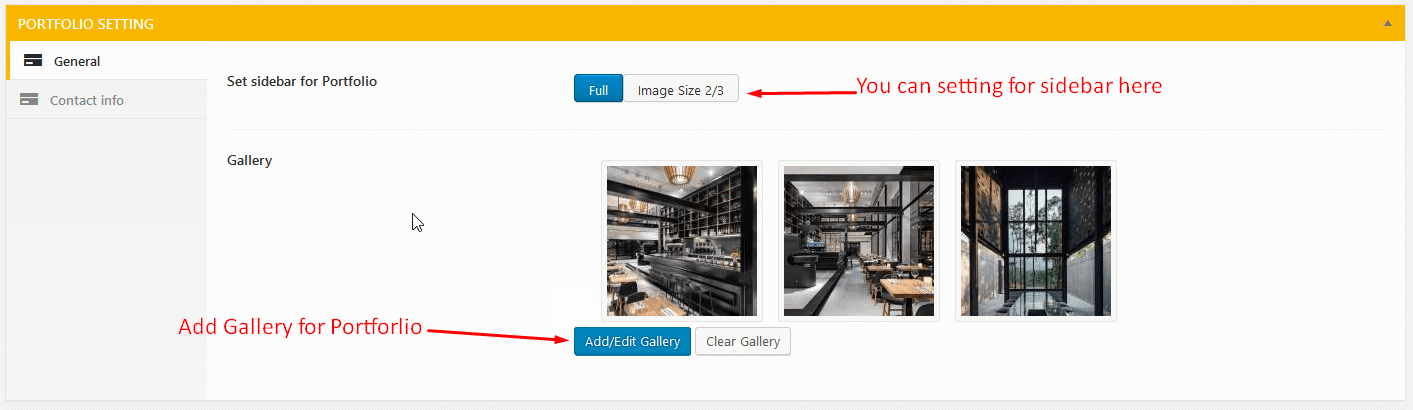 PORTFOLIO SETTING
General
Contact info
Set sidebar for Portfolio
Full
Image Size 2/3
You can setting for sidebar here
Gallery
Add Gallery for Portforlio
Add/Edit Gallery
Clear Gallery